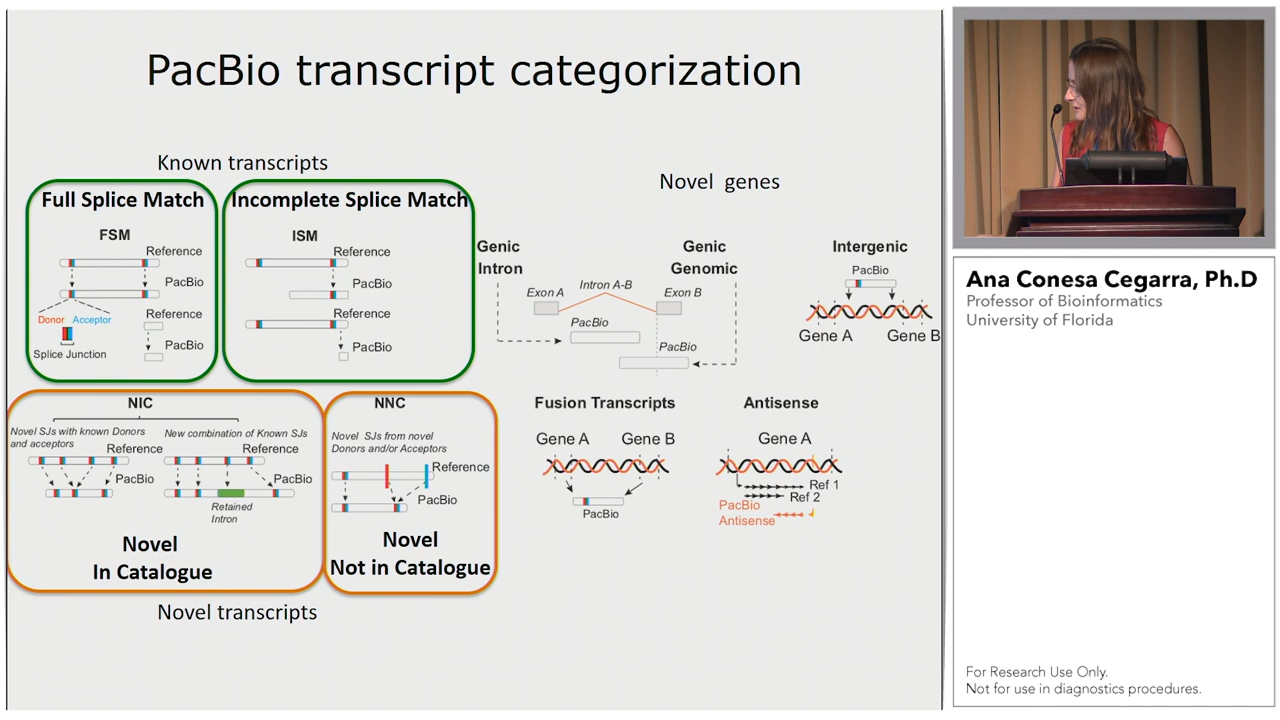 PacBio transcript categorization
Known transcripts
Full Splice Match
FSM
Reference
PacBio
Donor
Acceptor
Splice Junction
Reference
PacBio
Incomplete Splice Match
ISM
Reference
PacBio
Reference
PacBio
NIC
Novel SJs with known Donors
and acceptors
Reference
PacBio
New combination of Known SJs
Reference
PacBio
Retained
Intron
Novel
In Catalogue
NNC
Novel SJs from novel
Donors and/or Acceptors
Reference
PacBio
Novel
Not in Catalogue
Novel transcripts
Novel genes
Genic
Intron
Genic
Genomic
Exon A
Intron A-B
Exon B
PacBio
PacBio
Intergenic
PacBio
Gene A
Gene B
Fusion Transcripts
Gene A
Gene B
PacBio
Antisense
Gene A
Ref 1
Ref 2
PacBio
Antisense
Ana Conesa Cegarra, Ph.D
Professor of Bioinformatics
University of Florida
For Research Use Only.
Not for use in diagnostics procedures.